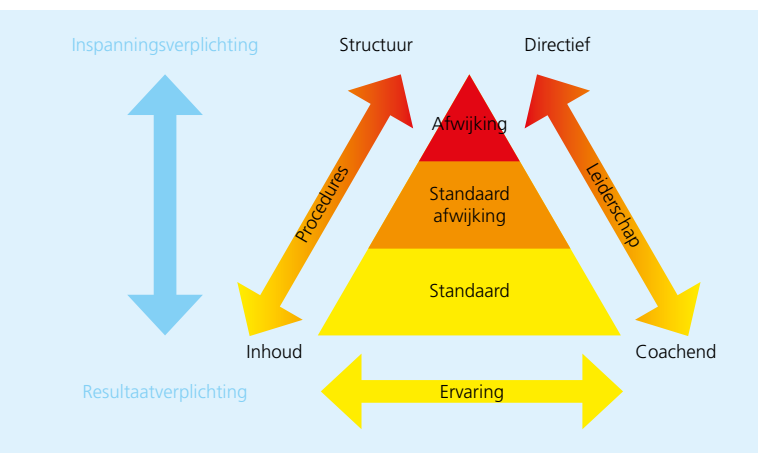 Inspanningsverplichting
Structuur
Directief
Afwijking
Procedures
Standaard
afwijking
Leiderschap
Standaard
Inhoud
Coachend
Resultaatverplichting
Ervaring